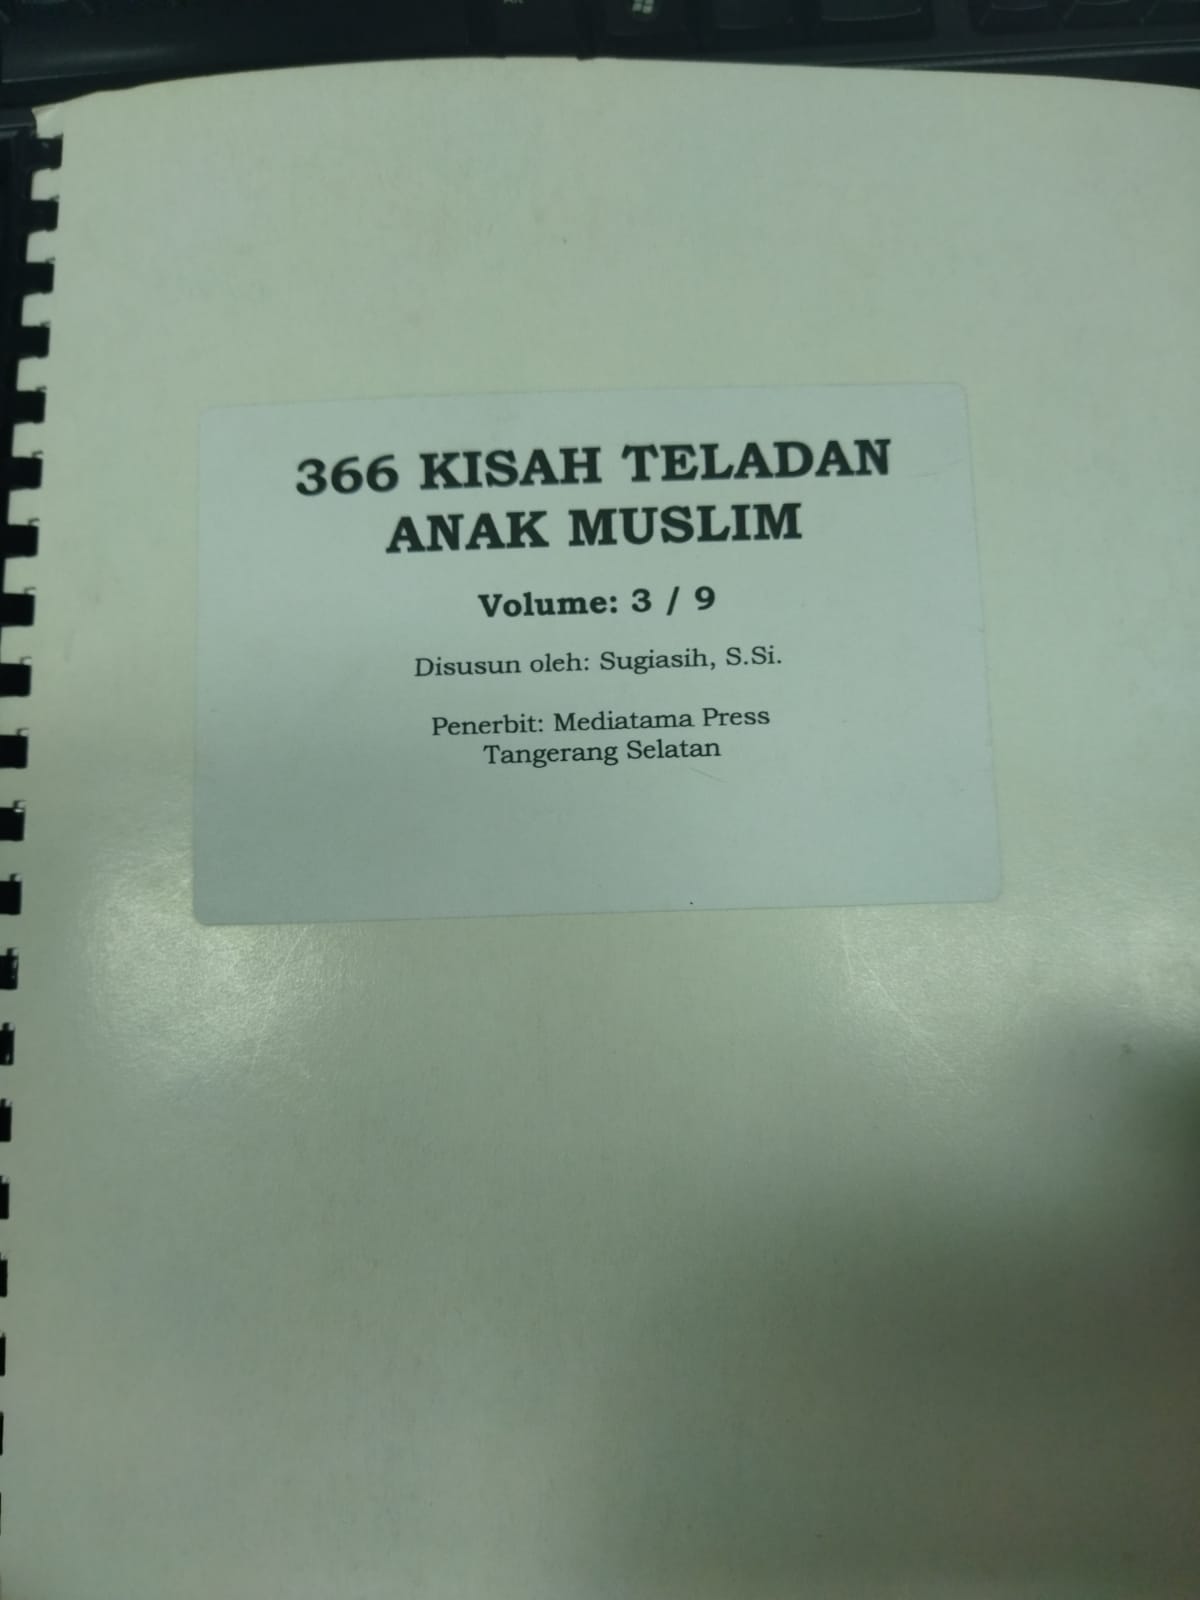 366 KISAH TELADAN
ANAK MUSLIM
Volume: 3 / 9
Disusun oleh: Sugiasih, S.Si.
Penerbit: Mediatama Press
Tangerang Selatan